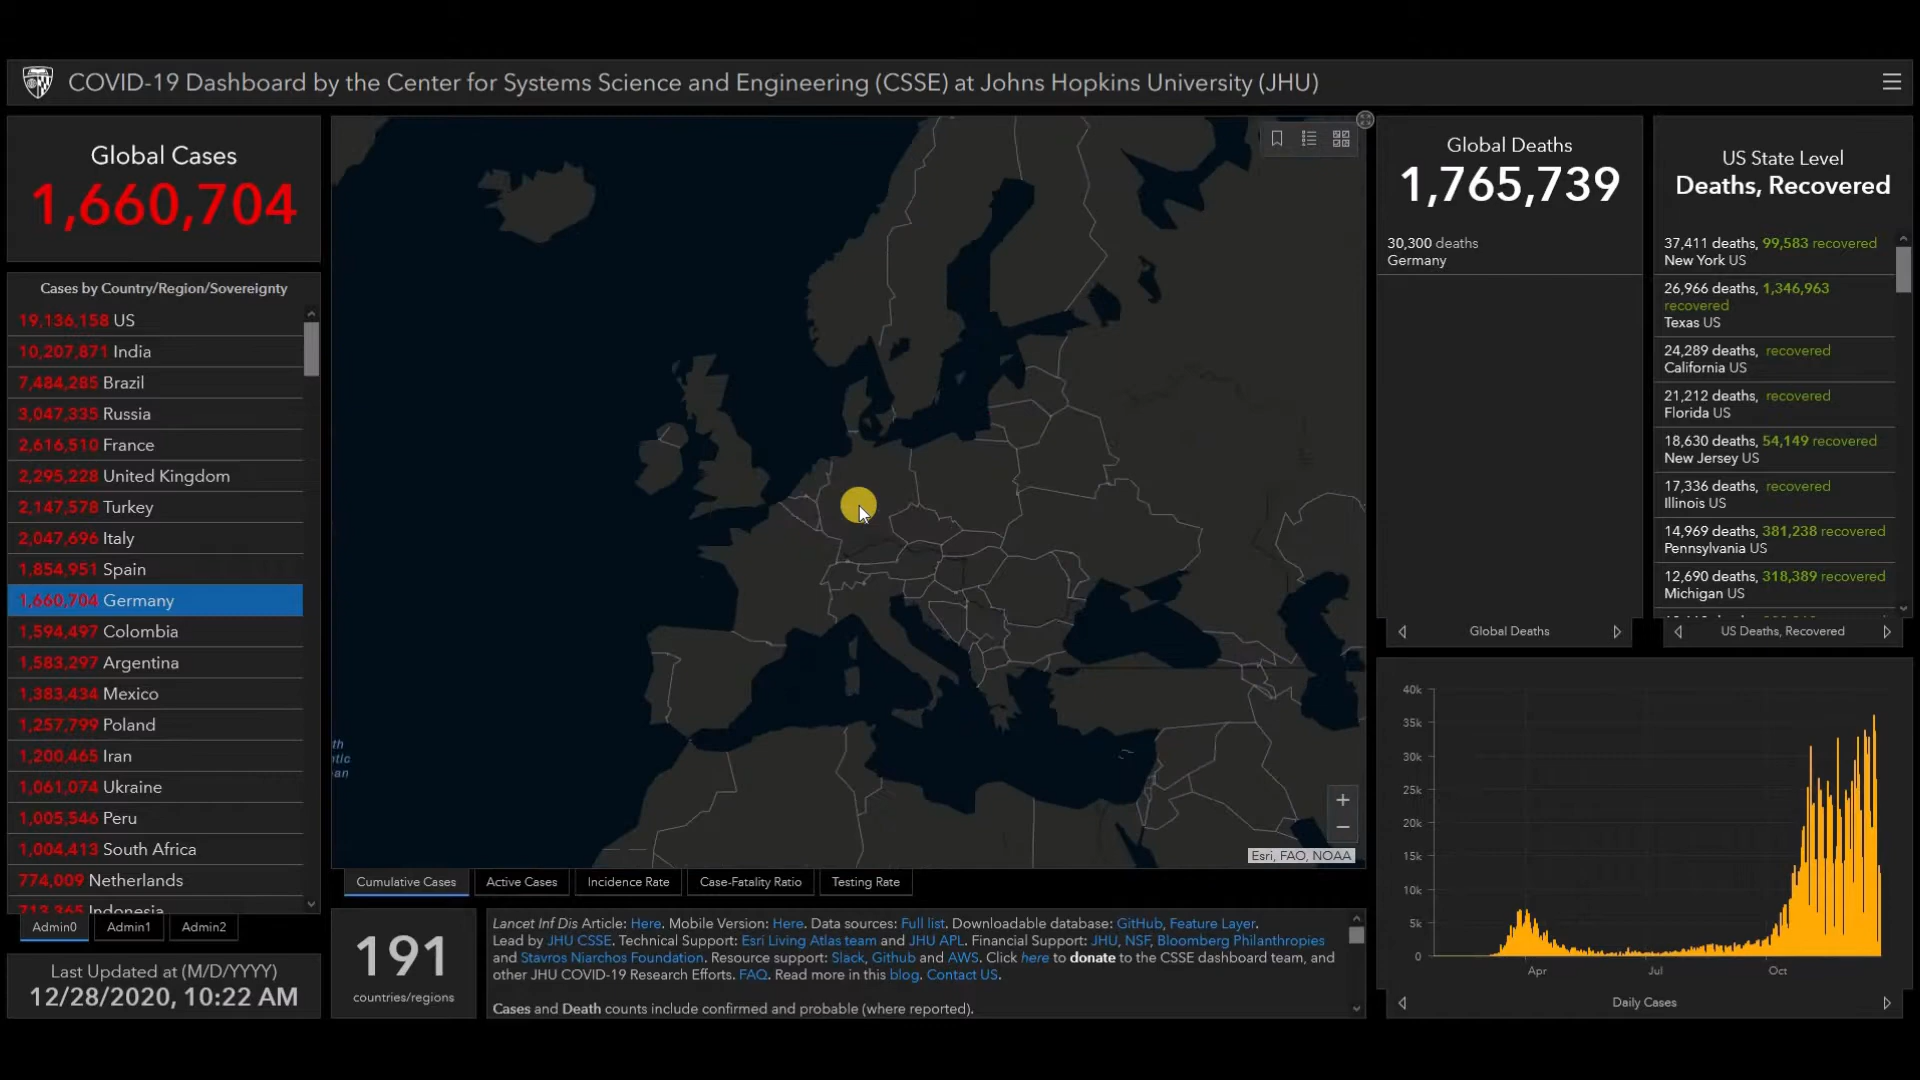 COVID-19 Dashboard by the Center for Systems Science and Engineering (CSSE) at Johns Hopkins University (JHU)
Global Cases
1,660,704
Cases by Country/Region/Sovereignty
19,136,158 US
10,207,871 India
7,484,285 Brazil
3,047,335 Russia
2,616,510 France
2,295,228 United Kingdom
2,147,578 Turkey
2,047,696 Italy
1,854,951 Spain
1,660,704 Germany
1,594,497 Colombia
1,583,297 Argentina
1,383,434 Mexico
1,257,799 Poland
1,200,465 Iran
1,061,074 Ukraine
1,005,546 Peru
1,004,413 South Africa
774,009 Netherlands
713,365 Indonesia
Admin0
Admin1
Admin2
Last Updated at (M/D/YYYY)
12/28/2020, 10:22 AM
th
tic
an
Esri, FAO, NOAA
Cumulative Cases
Active Cases
Incidence Rate
Case-Fatality Ratio
Testing Rate
191
countries/regions
Lancet Inf Dis Article: Here. Mobile Version: Here. Data sources: Full list. Downloadable database: GitHub, Feature Layer.
Lead by JHU CSSE. Technical Support: Esri Living Atlas team and JHU APL. Financial Support: JHU, NSF, Bloomberg Philanthropies
and Stavros Niarchos Foundation. Resource support: Slack, Github and AWS. Click here to donate to the CSSE dashboard team, and
other JHU COVID-19 Research Efforts. FAQ. Read more in this blog. Contact US.
Cases and Death counts include confirmed and probable (where reported).
Global Deaths
1,765,739
30,300 deaths
Germany
Global Deaths
US State Level
Deaths, Recovered
37,411 deaths, 99,583 recovered
New York US
26,966 deaths, 1,346,963
recovered
Texas US
24,289 deaths, recovered
California US
21,212 deaths, recovered
Florida US
18,630 deaths, 54,149 recovered
New Jersey US
17,336 deaths, recovered
Illinois US
14,969 deaths, 381,238 recovered
Pennsylvania US
12,690 deaths, 318,389 recovered
Michigan US
US Deaths, Recovered
40k
35k
30k
25k
20k
15k
10k
5k
0
Apr
Jul
Oct
Daily Cases